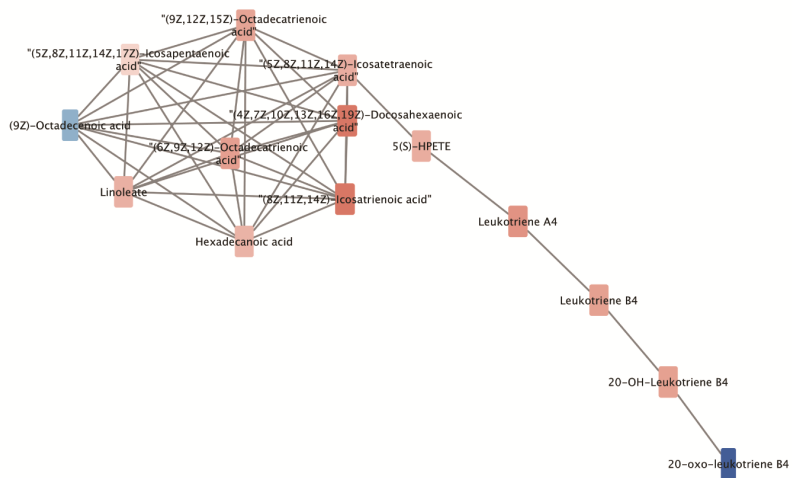 "(9Z,12Z,15Z)-Octadecatrienoic
acid"
"(5Z,8Z,11Z,14Z,17Z)-Icosapentaenoic
acid"
"(5Z,8Z,11Z,14Z)-Icosatetraenoic
acid"
"(4Z,7Z,10Z,13Z,16Z,19Z)-Docosahexaenoic
acid"
(9Z)-Octadecenoic acid
"(6Z,9Z,12Z)-Octadecatrienoic
acid"
5(S)-HPETE
Linoleate
"(8Z,11Z,14Z)-Icosatrienoic acid"
Leukotriene A4
Hexadecanoic acid
Leukotriene B4
20-OH-Leukotriene B4
20-oxo-leukotriene B4